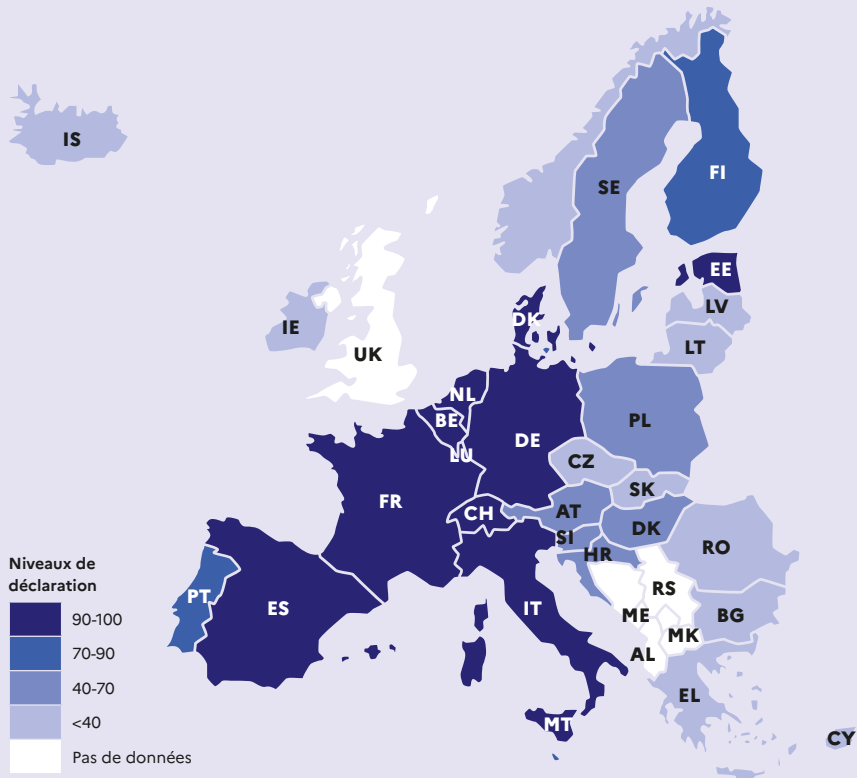 IS
FI
SE
EE
LV
DK
IE
LT
UK
NL
BE
PL
DE
LU
CZ
SK
FR
CH
AT
DK
SI
HR
RO
Niveaux de
déclaration
RS
PT
ES
IT
ME
BG
90-100
MK
70-90
AL
40-70
EL
<40
MT
CY
Pas de données